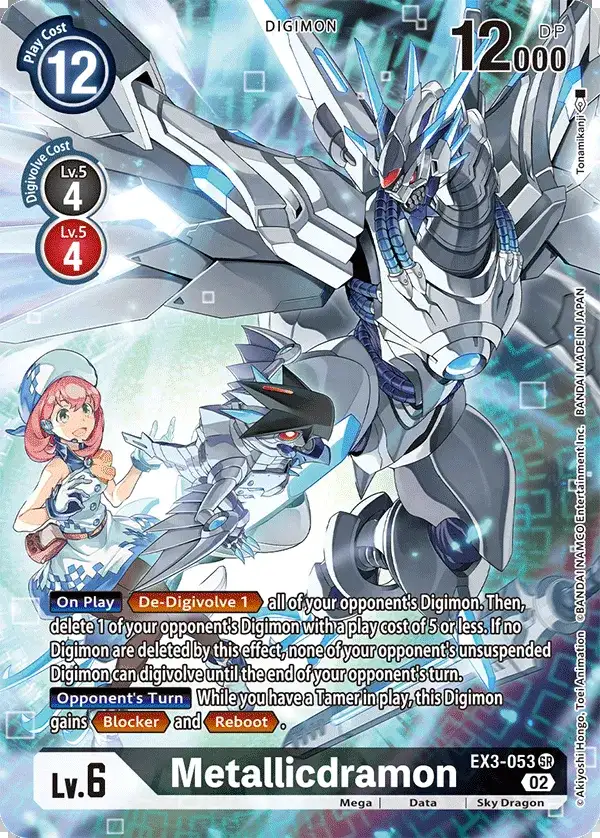 Play Cost
12
DIGIMON
DP
12000
Digivolve Cost
Lv.5
4
Lv.5
4
Tonamikanji
On Play De-Digivolve 1 all of your opponent's Digimon. Then,
delete 1 of your opponent's Digimon with a play cost of 5 or less. If no
Digimon are deleted by this effect, none of your opponent's unsuspended
Digimon can digivolve until the end of your opponent's turn.
Opponent's Turn While you have a Tamer in play, this Digimon
gains Blocker and Reboot.
©Akiyoshi Hongo, Toei Animation ©BANDAI NAMCO Entertainment Inc. BANDAI MADE IN JAPAN
Lv.6
Metallicdramon
EX3-053 SR
02
Mega | Data | Sky Dragon